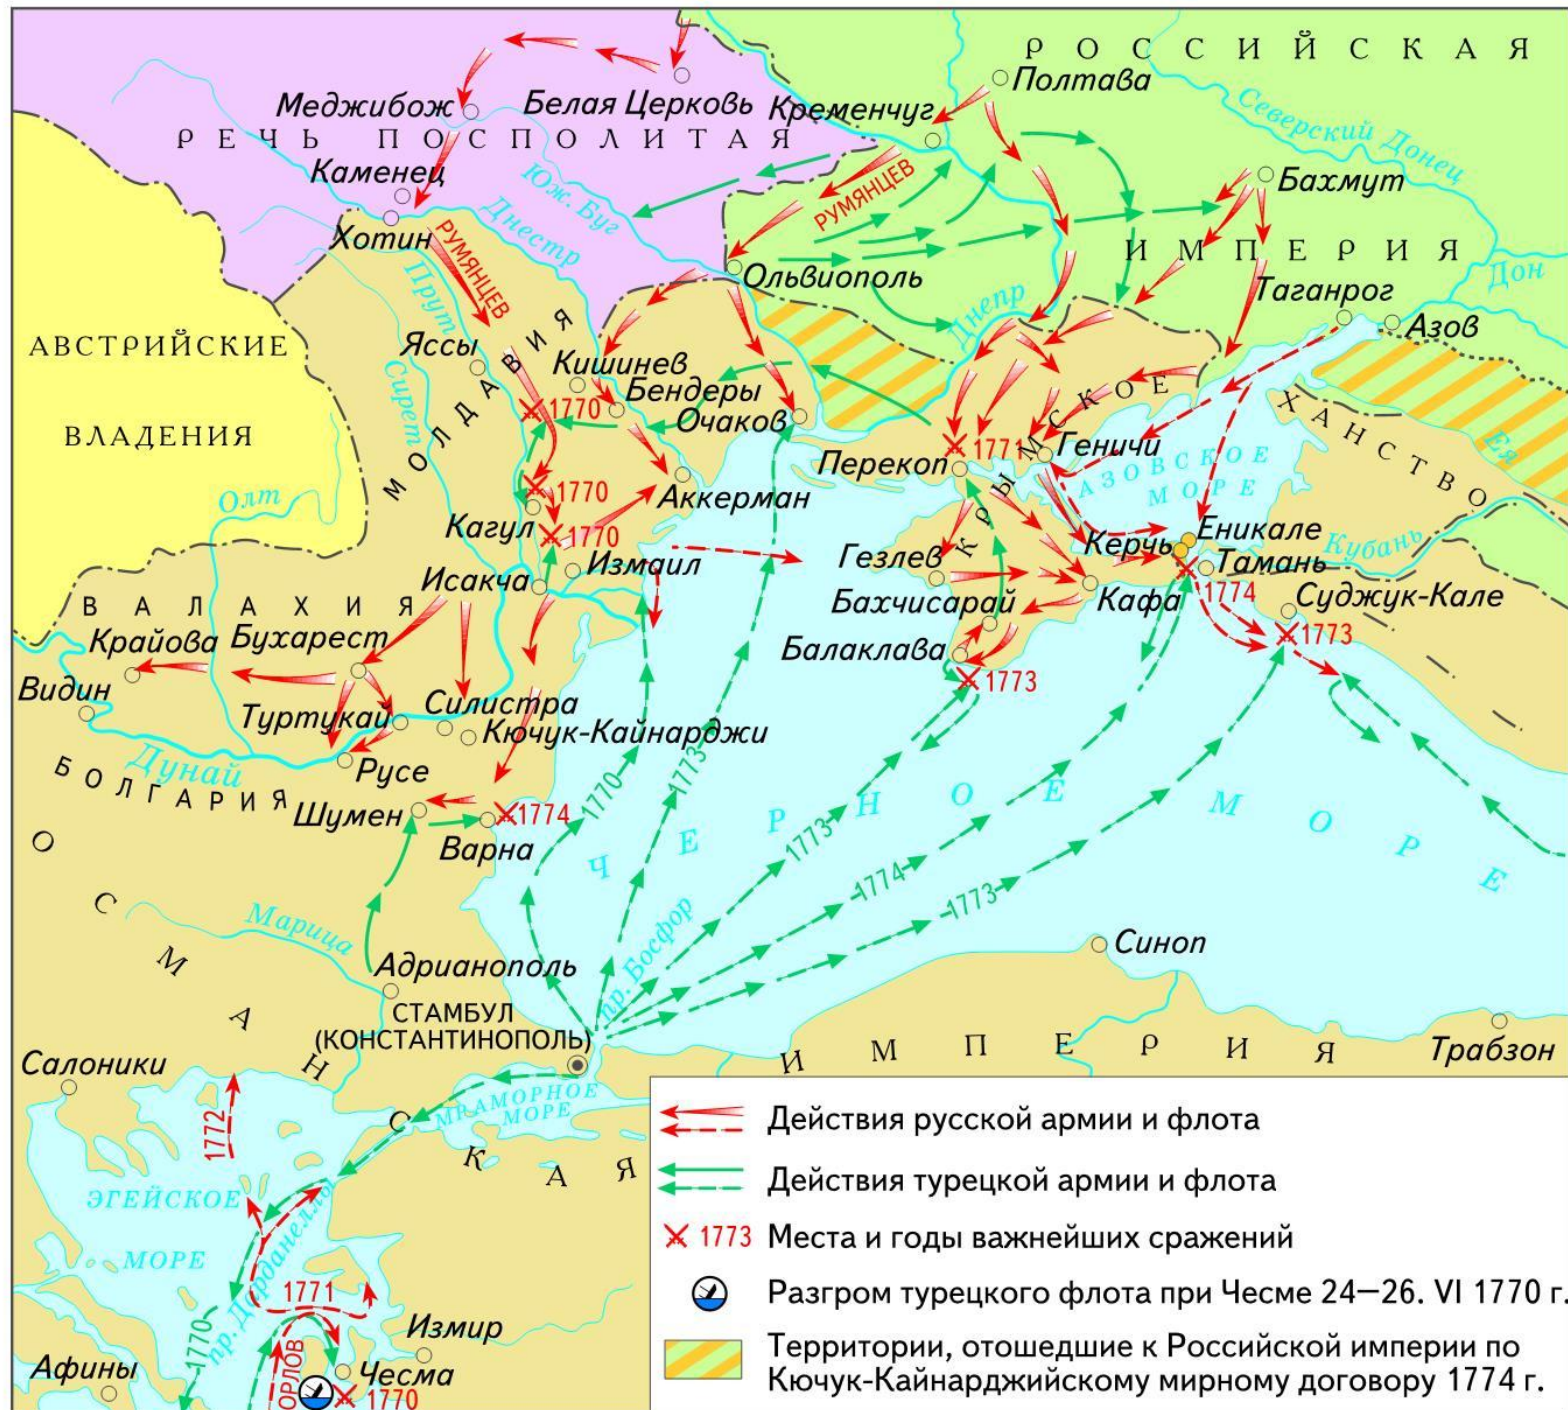 РОССИЙСКАЯ
Полтава
Меджибож
Белая Церковь
Кременчуг
Северский Донец
РЕЧЬ ПОСПОЛИТАЯ
Каменец
Юж. Буг
РУМЯНЦЕВ
Бахмут
Хотин
Днестр
РУМЯНЦЕВ
Ольвиополь
ИМПЕРИЯ
Дон
Прут
Днепр
Таганрог
Азов
АВСТРИЙСКИЕ
ВЛАДЕНИЯ
Яссы
Кишинев
МОЛДАВИЯ
Сирет
Бендеры
Очаков
1770
КРЫМСКОЕ
ХАНСТВО
Ея
1771
Геничи
Перекоп
АЗОВСКОЕ
МОРЕ
Олт
1770
Аккерман
Кагул
1770
Измаил
Исакча
Гезлев
Керчь
Еникале
Тамань
Кубань
1774
Кафа
Суджук-Кале
1773
Бахчисарай
Балаклава
1773
ВАЛАХИЯ
Крайова
Бухарест
Видин
Туртукай
Силистра
Кючук-Кайнарджи
Дунай
Русе
БОЛГАРИЯ
Шумен
1774
Варна
1770
1773
1773
1774
1773
ЧЕРНОЕ МОРЕ
Марица
Адрианополь
пр. Босфор
Синоп
СТАМБУЛ
(КОНСТАНТИНОПОЛЬ)
ОСМАНСКАЯ
ИМПЕРИЯ
Трабзон
Салоники
МРАМОРНОЕ
МОРЕ
1772
ЭГЕЙСКОЕ
МОРЕ
пр. Дарданеллы
1771
1770
Измир
Афины
ОРЛОВ
Чесма
1770
Действия русской армии и флота
Действия турецкой армии и флота
1773 Места и годы важнейших сражений
Разгром турецкого флота при Чесме 24–26. VI 1770 г.
Территории, отошедшие к Российской империи по
Кючук-Кайнарджийскому мирному договору 1774 г.